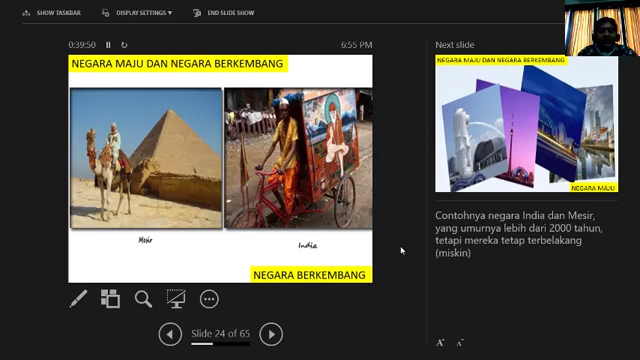 SHOW TASKBAR
DISPLAY SETTINGS ▼
END SLIDE SHOW
0:39:50
6:55 PM
NEGARA MAJU DAN NEGARA BERKEMBANG
Mesir
India
NEGARA BERKEMBANG
Slide 24 of 65
Next slide
NEGARA MAJU DAN NEGARA BERKEMBANG
NEGARA MAJU
Contohnya negara India dan Mesir,
yang umurnya lebih dari 2000 tahun,
tetapi mereka tetap terbelakang
(miskin)
A
A